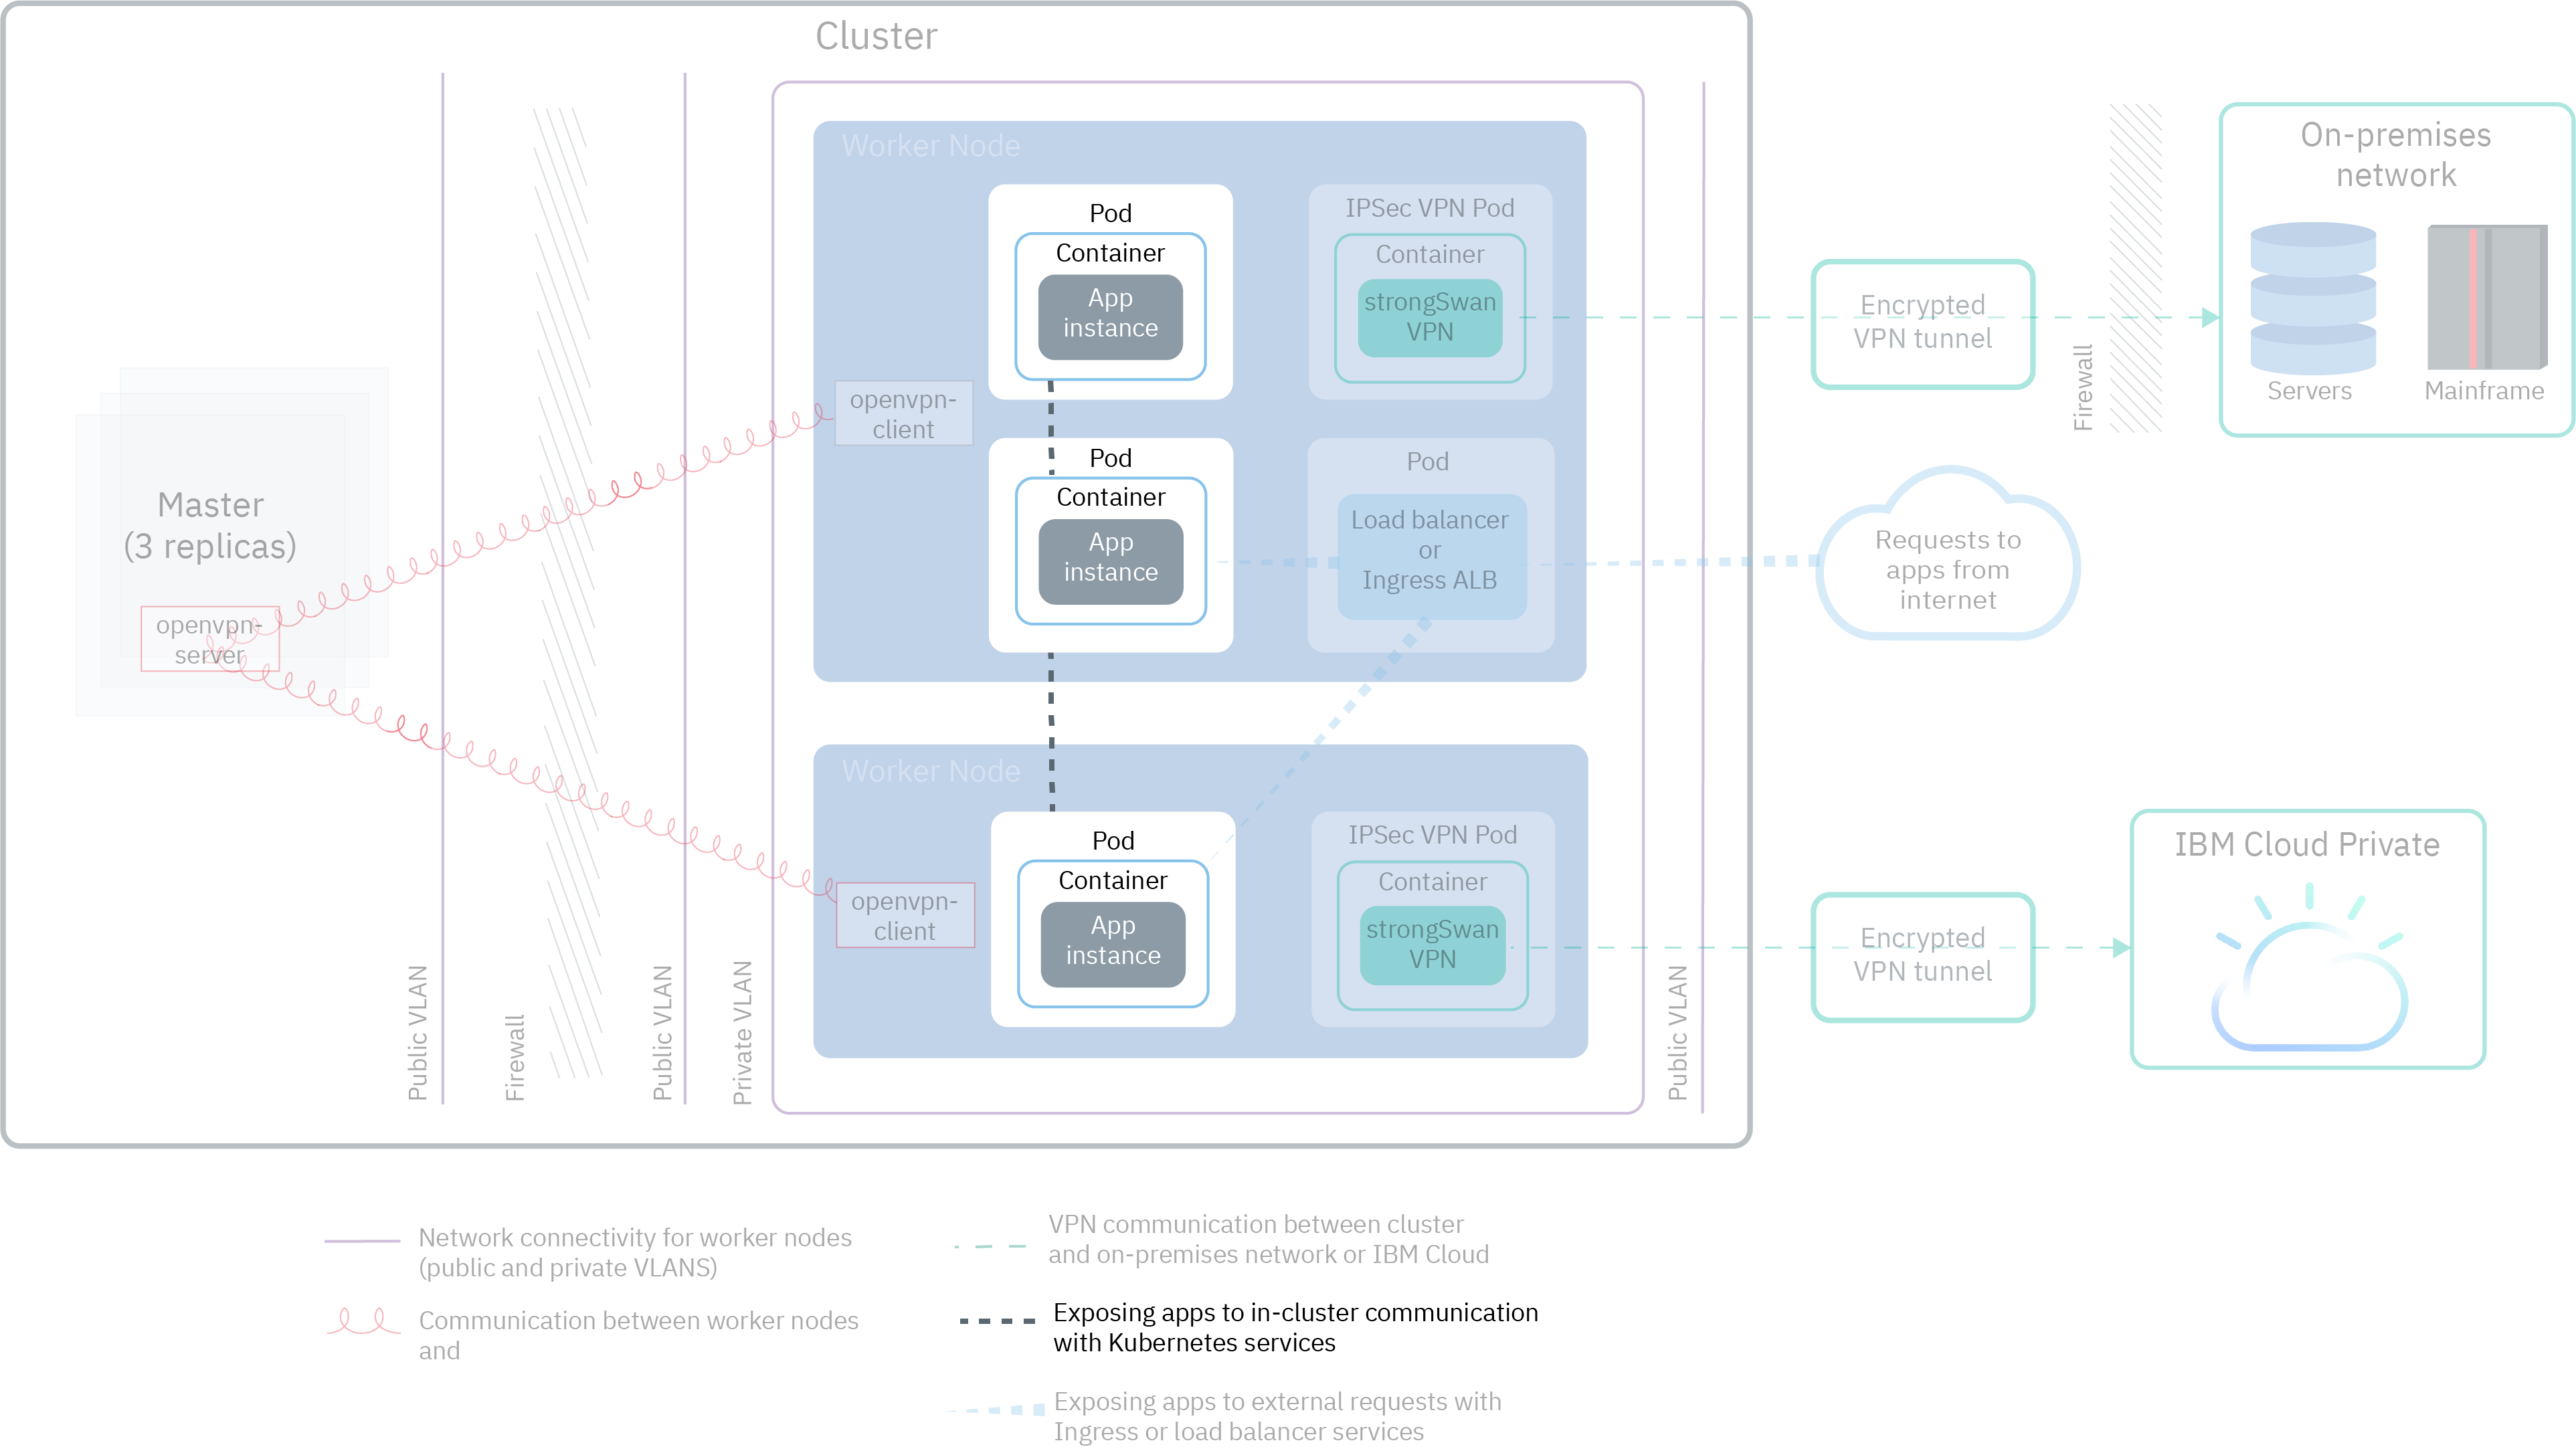 Cluster
Worker Node
Pod
Container
App
instance
IPSec VPN Pod
Container
strongSwan
VPN
Encrypted
VPN tunnel
Firewall
On-premises
network
Servers
Mainframe
openvpn-
client
Pod
Container
App
instance
Pod
Load balancer
or
Ingress ALB
Requests to
apps from
internet
Master
(3 replicas)
openvpn-
server
Worker Node
Pod
Container
App
instance
IPSec VPN Pod
Container
strongSwan
VPN
openvpn-
client
Encrypted
VPN tunnel
IBM Cloud Private
Public VLAN
Firewall
Public VLAN
Private VLAN
Public VLAN
Network connectivity for worker nodes
(public and private VLANS)
Communication between worker nodes
and
VPN communication between cluster
and on-premises network or IBM Cloud
Exposing apps to in-cluster communication
with Kubernetes services
Exposing apps to external requests with
Ingress or load balancer services